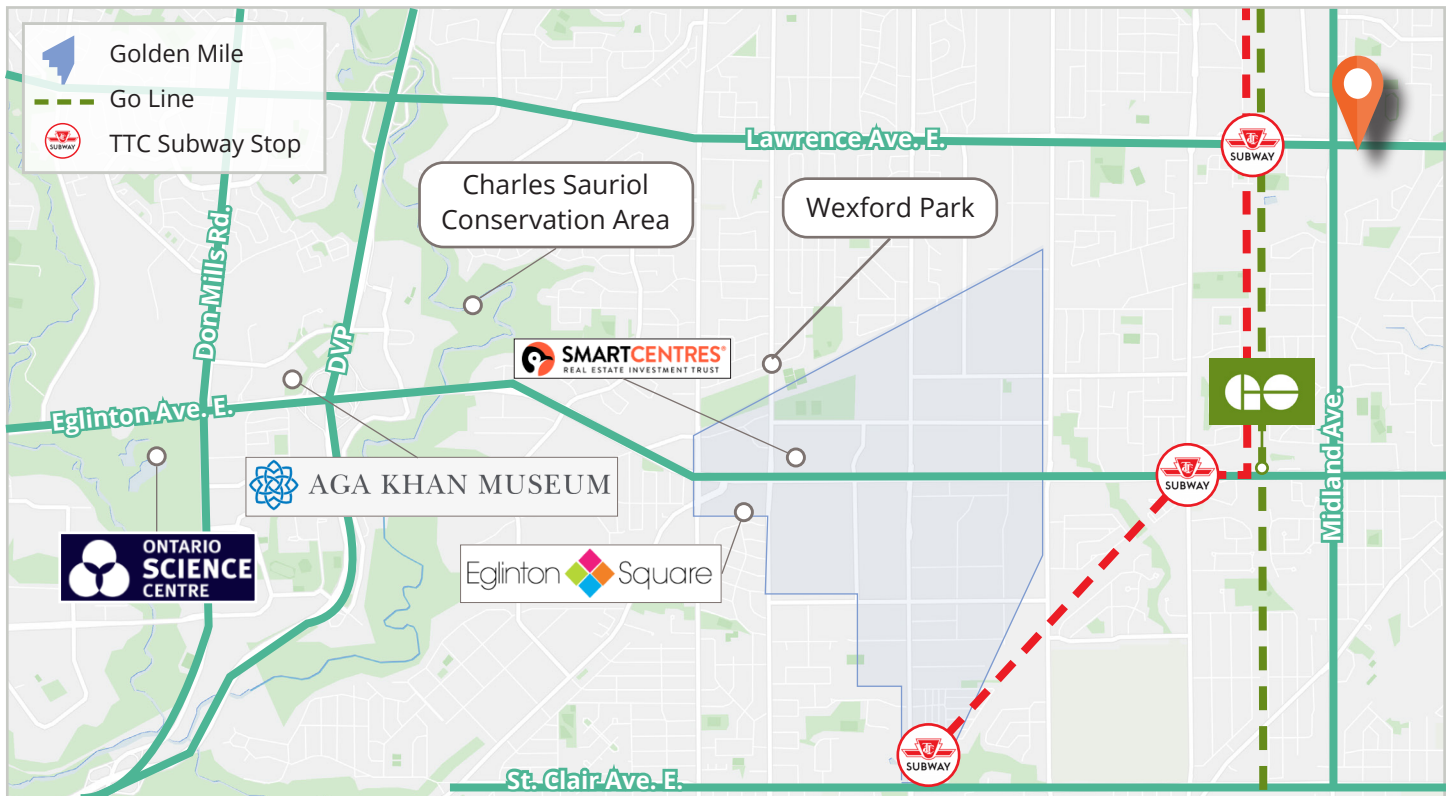 Golden Mile
Go Line
SUBWAY
TTC Subway Stop
Lawrence Ave. E.
SUBWAY
Charles Sauriol
Conservation Area
Wexford Park
Don Mills Rd.
DVP
SMARTCENTRES®
REAL ESTATE INVESTMENT TRUST
Eglinton Ave. E.
GO
Midland Ave.
AGA KHAN MUSEUM
SUBWAY
ONTARIO
SCIENCE
CENTRE
Eglinton Square
SUBWAY
St. Clair Ave. E.